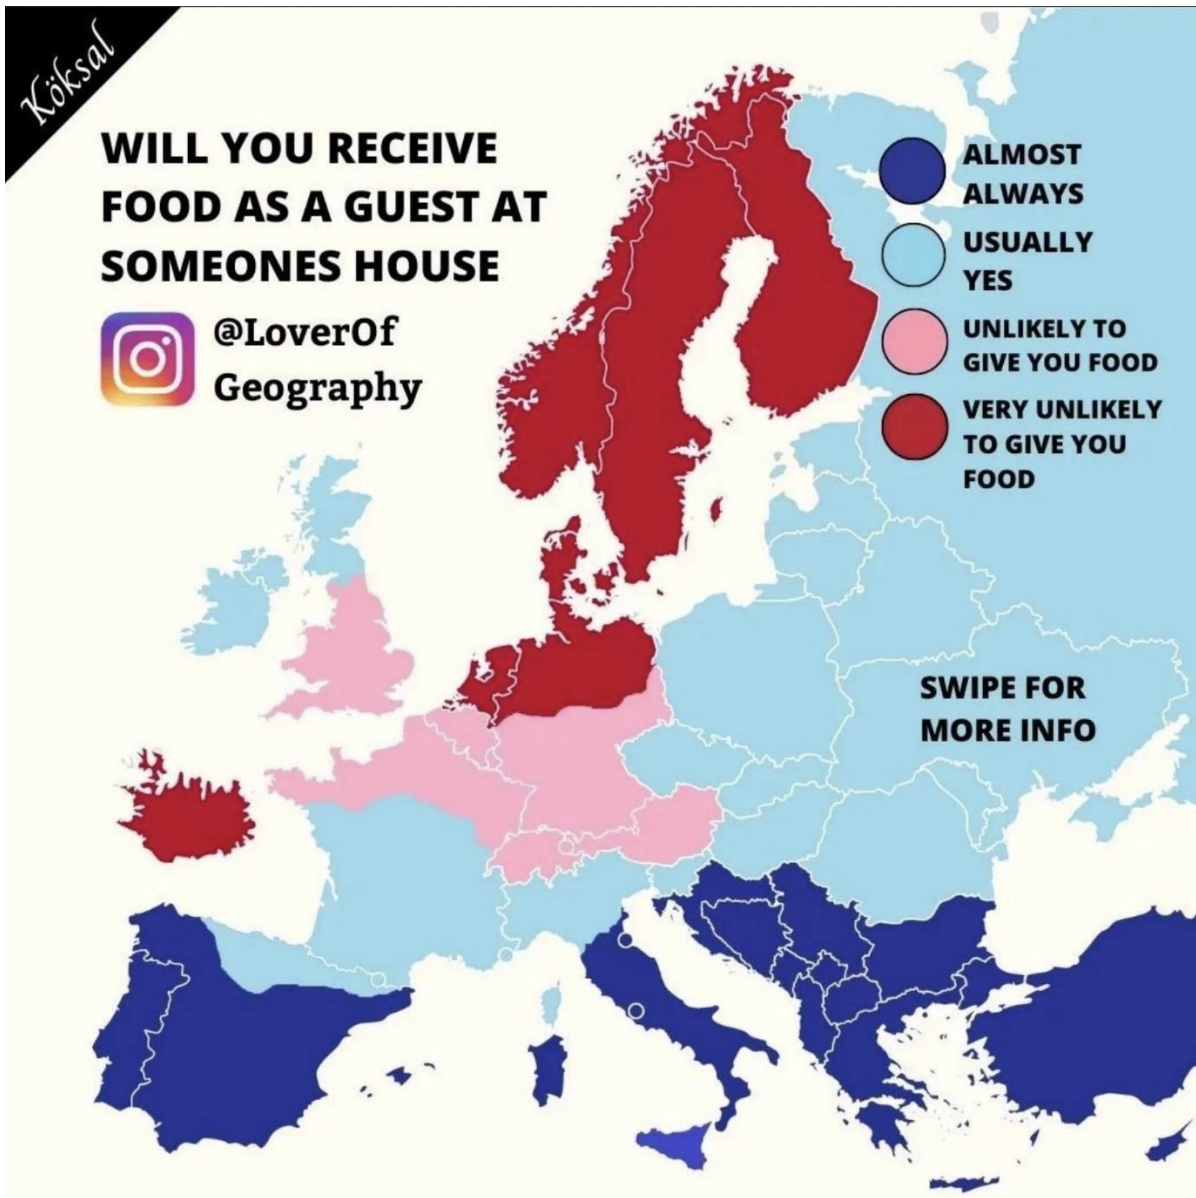 Köksal
WILL YOU RECEIVE
FOOD AS A GUEST AT
SOMEONES HOUSE
@LoverOf
Geography
ALMOST
ALWAYS
USUALLY
YES
UNLIKELY TO
GIVE YOU FOOD
VERY UNLIKELY
TO GIVE YOU
FOOD
SWIPE FOR
MORE INFO